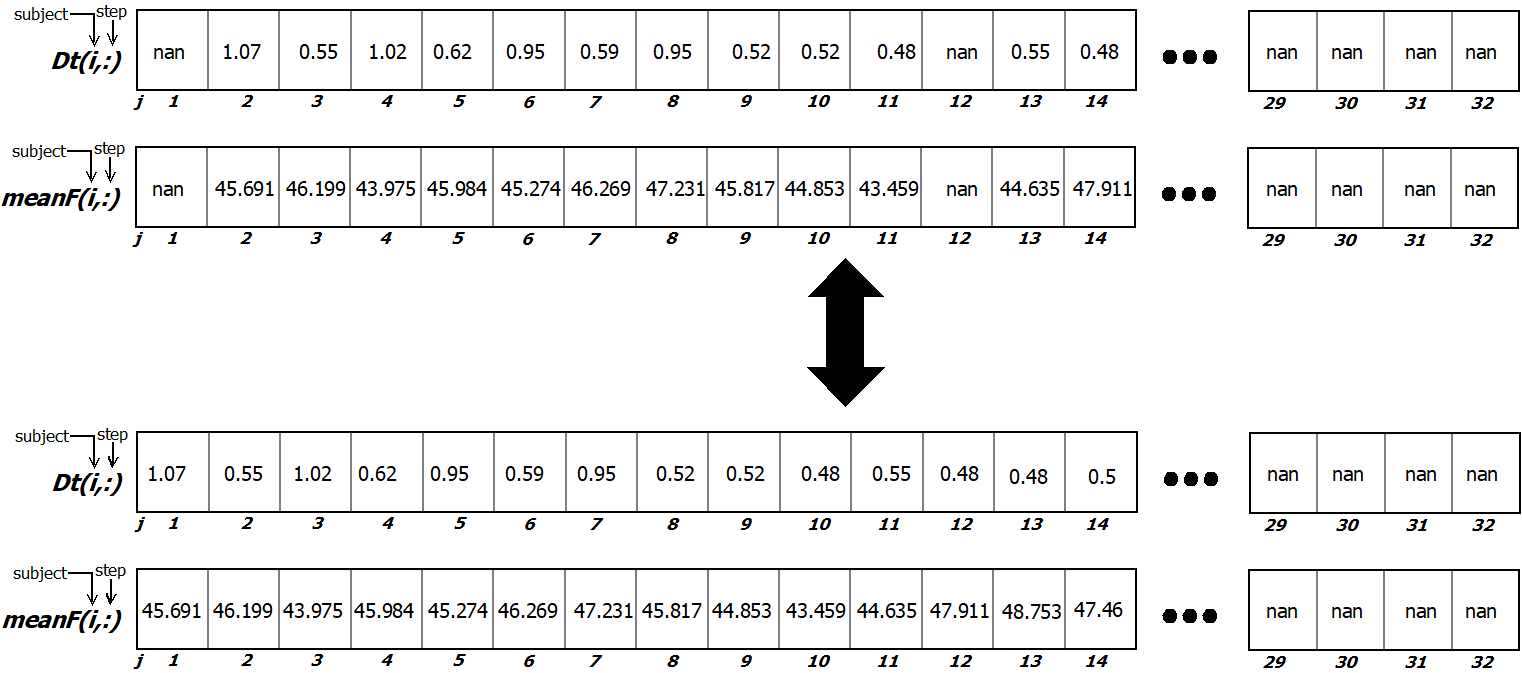 subject step
Dt(i,:) nan 1.07 0.55 1.02 0.62 0.95 0.59 0.95 0.52 0.52 0.48 nan 0.55 0.48 ●●● nan nan nan nan
j 1 2 3 4 5 6 7 8 9 10 11 12 13 14 29 30 31 32
subject step
meanF(i,:) nan 45.691 46.199 43.975 45.984 45.274 46.269 47.231 45.817 44.853 43.459 nan 44.635 47.911 ●●● nan nan nan nan
j 1 2 3 4 5 6 7 8 9 10 11 12 13 14 29 30 31 32
subject step
Dt(i,:) 1.07 0.55 1.02 0.62 0.95 0.59 0.95 0.52 0.52 0.48 0.55 0.48 0.48 0.5 ●●● nan nan nan nan
j 1 2 3 4 5 6 7 8 9 10 11 12 13 14 29 30 31 32
subject step
meanF(i,:) 45.691 46.199 43.975 45.984 45.274 46.269 47.231 45.817 44.853 43.459 44.635 47.911 48.753 47.46 ●●● nan nan nan nan
j 1 2 3 4 5 6 7 8 9 10 11 12 13 14 29 30 31 32